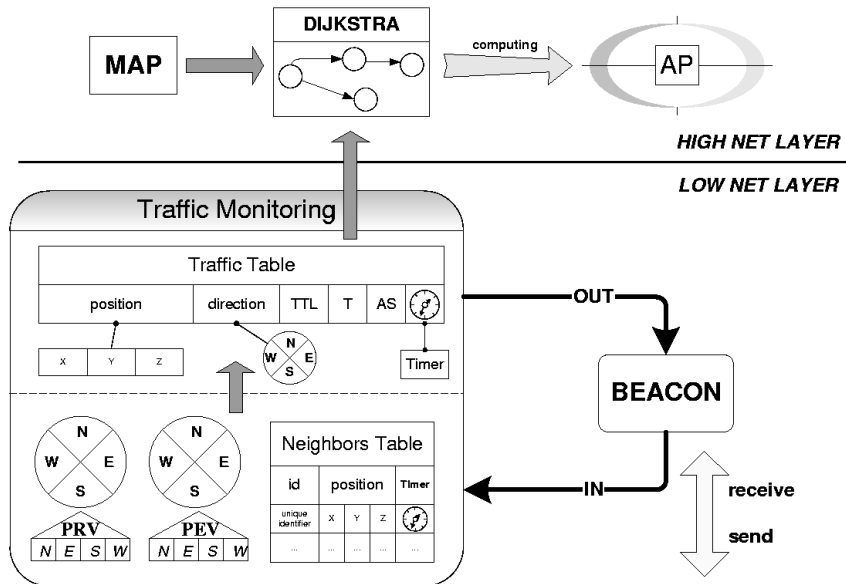 DIJKSTRA
MAP
computing
AP
HIGH NET LAYER
LOW NET LAYER
Traffic Monitoring
Traffic Table
position direction TTL T AS
X Y Z
N
W E
S
Timer
OUT
BEACON
IN
receive
send
N
W E
S
PRV
N E S W
N
W E
S
PEV
N E S W
Neighbors Table
id position Timer
unique identifier X Y Z
... ... ... ... ...